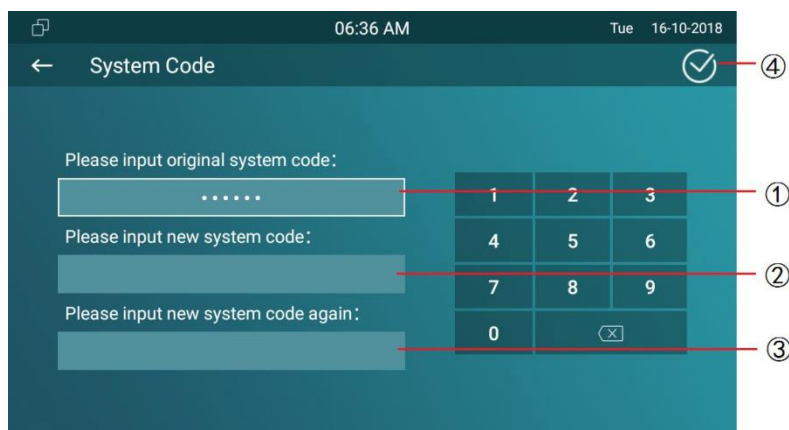 06:36 AM Tue 16-10-2018
System Code
④
Please input original system code:
••••••
①
Please input new system code:
②
Please input new system code again:
③
1 2 3
4 5 6
7 8 9
0